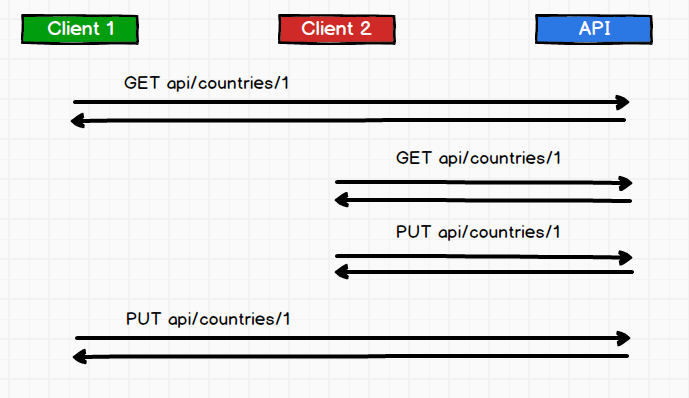 Client 1
Client 2
API
GET api/countries/1
GET api/countries/1
PUT api/countries/1
PUT api/countries/1